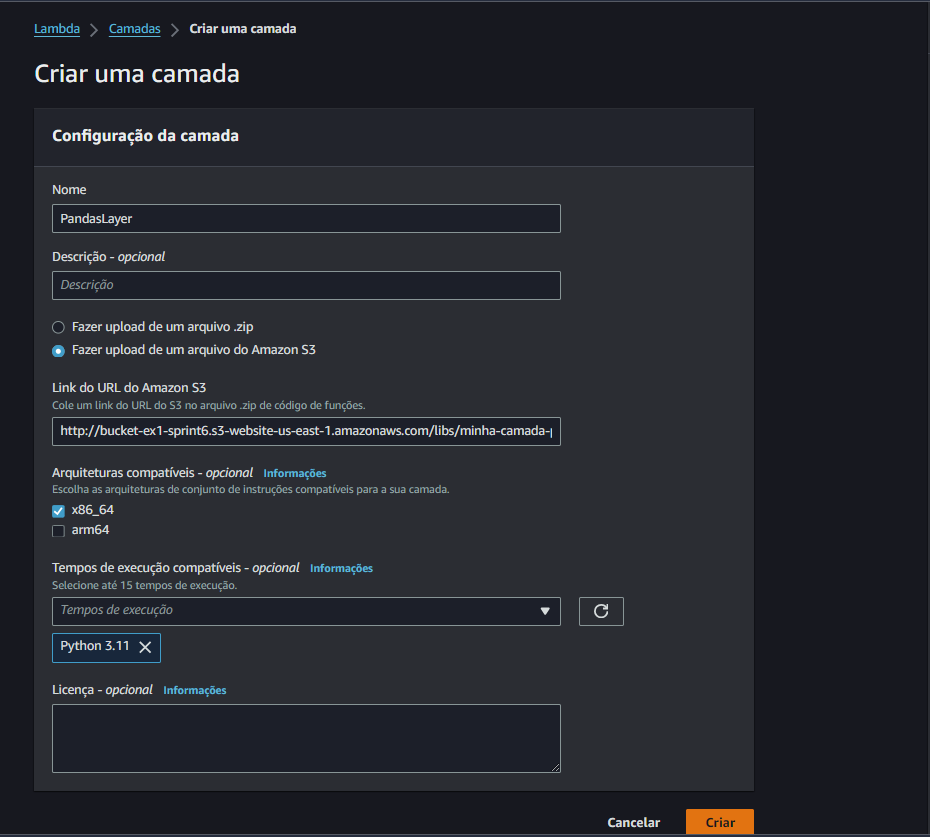 Lambda > Camadas > Criar uma camada
Criar uma camada
Configuração da camada
Nome
PandasLayer
Descrição - opcional
Descrição
Fazer upload de um arquivo .zip
Fazer upload de um arquivo do Amazon S3
Link do URL do Amazon S3
Cole um link do URL do S3 no arquivo .zip de código de funções.
http://bucket-ex1-sprint6.s3-website-us-east-1.amazonaws.com/libs/minha-camada-
Arquiteturas compatíveis - opcional Informações
Escolha as arquiteturas de conjunto de instruções compatíveis para a sua camada.
x86_64
arm64
Tempos de execução compatíveis - opcional Informações
Selecione até 15 tempos de execução.
Tempos de execução
Python 3.11
Licença - opcional Informações
Cancelar Criar